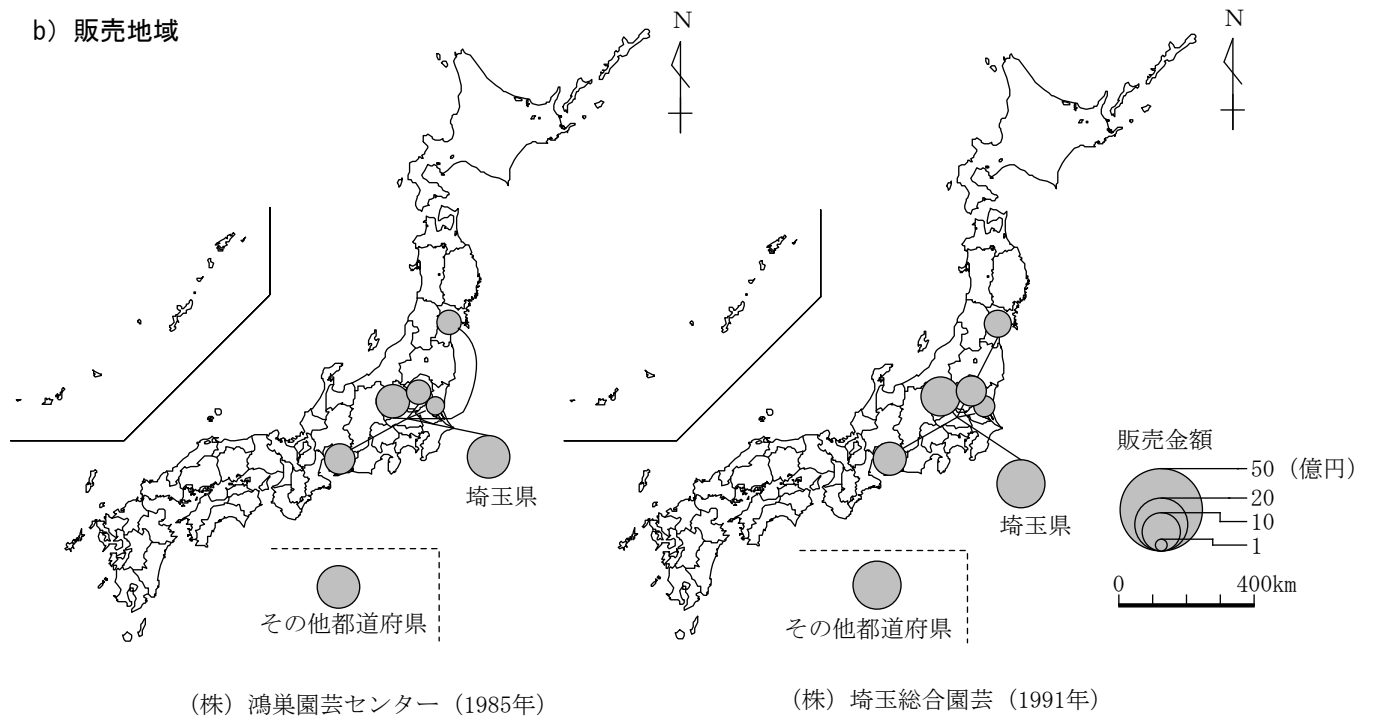 b) 販売地域
N
N
埼玉県
埼玉県
その他都道府県
その他都道府県
販売金額
50 (億円)
20
10
1
0 400km
(株) 鴻巣園芸センター (1985年)
(株) 埼玉総合園芸 (1991年)